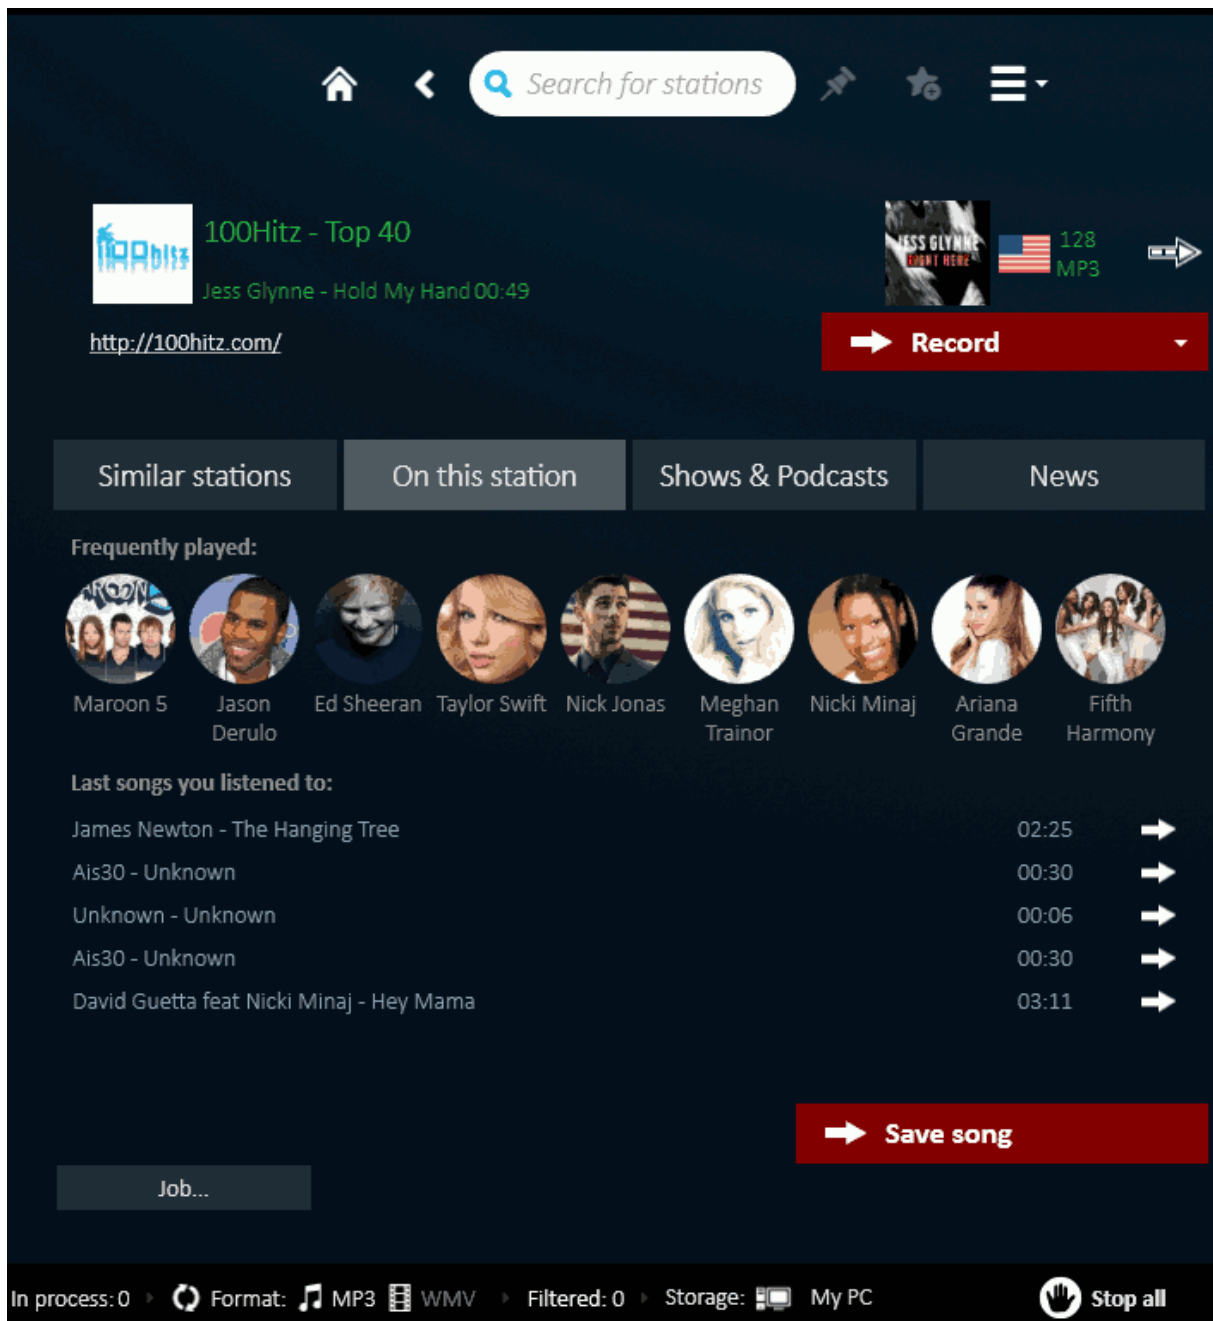 Search for stations
100hitz
100Hitz - Top 40
Jess Glynne - Hold My Hand 00:49
http://100hitz.com/
JESS GLYNNE
RIGHT HERE
128
MP3
Record
Similar stations
On this station
Shows & Podcasts
News
Frequently played:
Maroon 5
Jason
Derulo
Ed Sheeran
Taylor Swift
Nick Jonas
Meghan
Trainor
Nicki Minaj
Ariana
Grande
Fifth
Harmony
Last songs you listened to:
James Newton - The Hanging Tree 02:25
Ais30 - Unknown 00:30
Unknown - Unknown 00:06
Ais30 - Unknown 00:30
David Guetta feat Nicki Minaj - Hey Mama 03:11
Save song
Job...
In process: 0 Format: MP3 WMV Filtered: 0 Storage: My PC Stop all